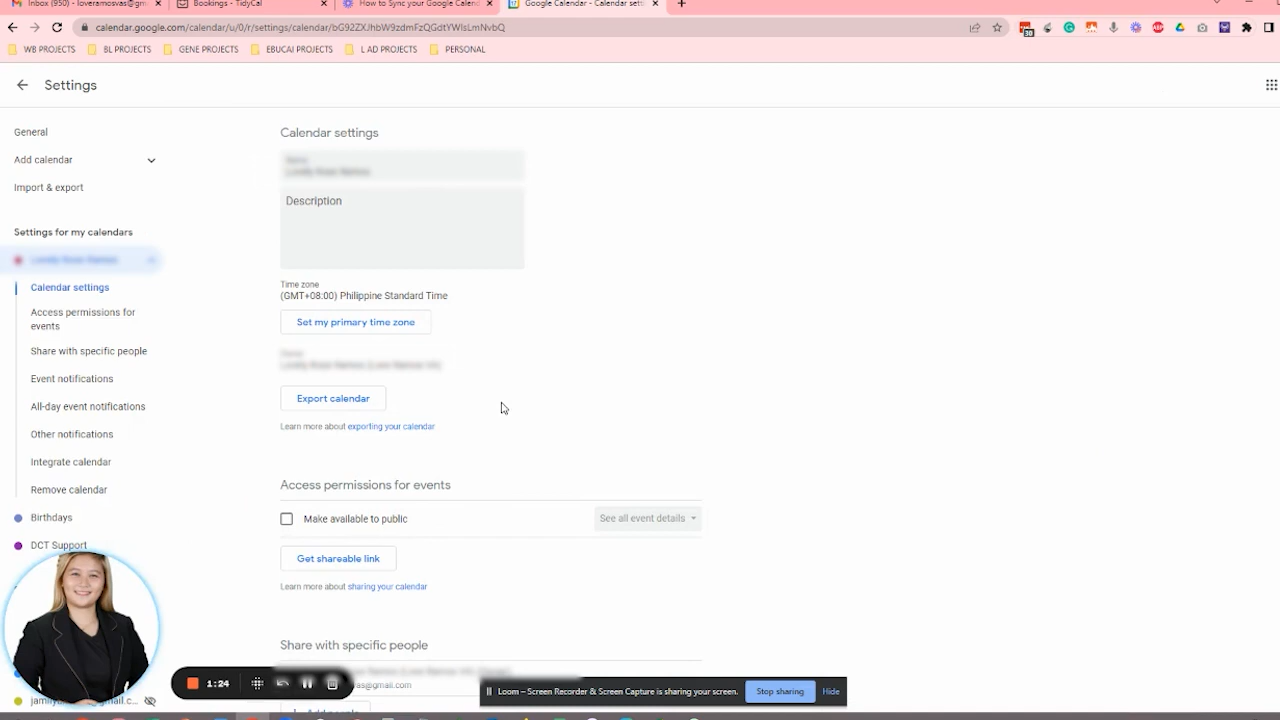 Inbox (950) - loveramosvas@gm
Bookings - TidyCal
How to Sync your Google Calend
Google Calendar - Calendar sett
calendar.google.com/calendar/u/0/r/settings/calendar/
WB PROJECTS
BL PROJECTS
GENE PROJECTS
EBUCAI PROJECTS
L AD PROJECTS
PERSONAL
Settings
General
Add calendar
Import & export
Settings for my calendars
Calendar settings
Access permissions for
events
Share with specific people
Event notifications
All-day event notifications
Other notifications
Integrate calendar
Remove calendar
Birthdays
DCT Support
Calendar settings
Description
Time zone
(GMT+08:00) Philippine Standard Time
Set my primary time zone
Export calendar
Learn more about exporting your calendar
Access permissions for events
Make available to public
See all event details
Get shareable link
Learn more about sharing your calendar
Share with specific people
as@gmail.com
1:24
Loom – Screen Recorder & Screen Capture is sharing your screen.
Stop sharing
Hide